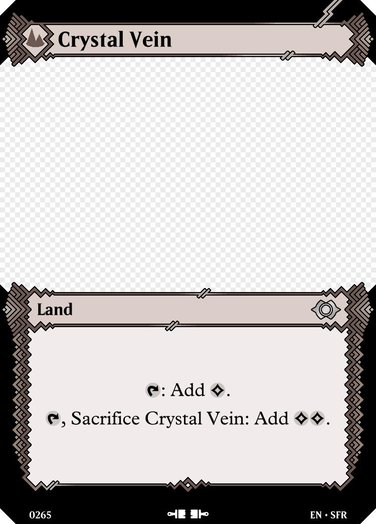 Crystal Vein
Land
: Add .
, Sacrifice Crystal Vein: Add .
0265
EN • SFR